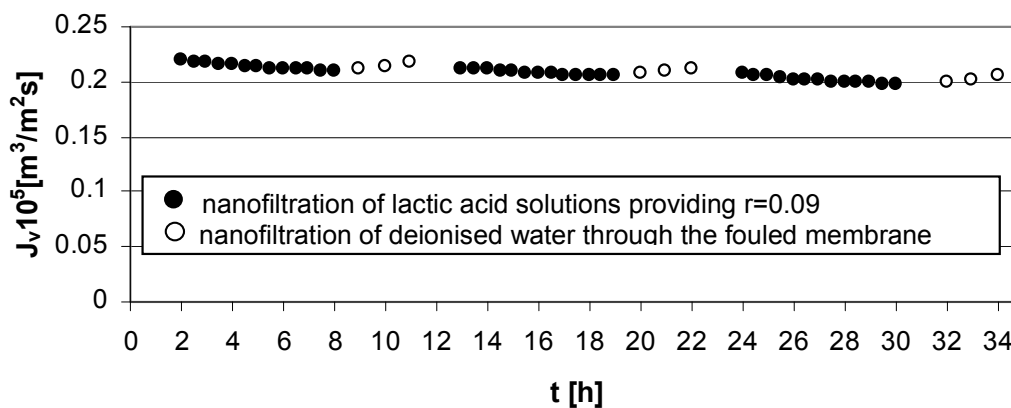 0.25
0.2
0.15
0.1
0.05
0
Jv10⁵[m³/m²s]
nanofiltration of lactic acid solutions providing r=0.09
nanofiltration of deionised water through the fouled membrane
0 2 4 6 8 10 12 14 16 18 20 22 24 26 28 30 32 34
t [h]